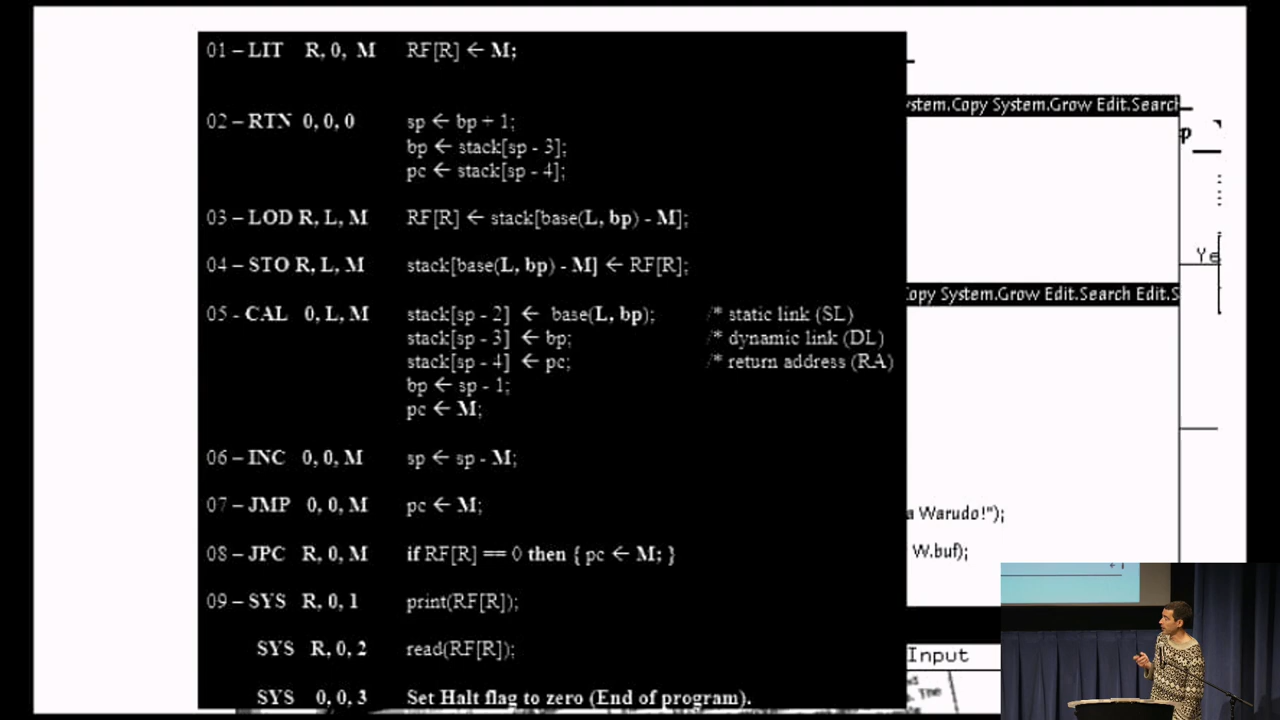 01 – LIT R, 0, M RF[R] ← M;
02 – RTN 0, 0, 0 sp ← bp + 1;
bp ← stack[sp - 3];
pc ← stack[sp - 4];
03 – LOD R, L, M RF[R] ← stack[base(L, bp) - M];
04 – STO R, L, M stack[base(L, bp) - M] ← RF[R];
05 - CAL 0, L, M stack[sp - 2] ← base(L, bp); /* static link (SL)
stack[sp - 3] ← bp; /* dynamic link (DL)
stack[sp - 4] ← pc; /* return address (RA)
bp ← sp - 1;
pc ← M;
06 – INC 0, 0, M sp ← sp - M;
07 – JMP 0, 0, M pc ← M;
08 – JPC R, 0, M if RF[R] == 0 then { pc ← M; }
09 – SYS R, 0, 1 print(RF[R]);
SYS R, 0, 2 read(RF[R]);
SYS 0, 0, 3 Set Halt flag to zero (End of program).
ystem.Copy System.Grow Edit.Search
p
Ye
opy System.Grow Edit.Search Edit.S
a Warudo!");
W.buf);
Input
The